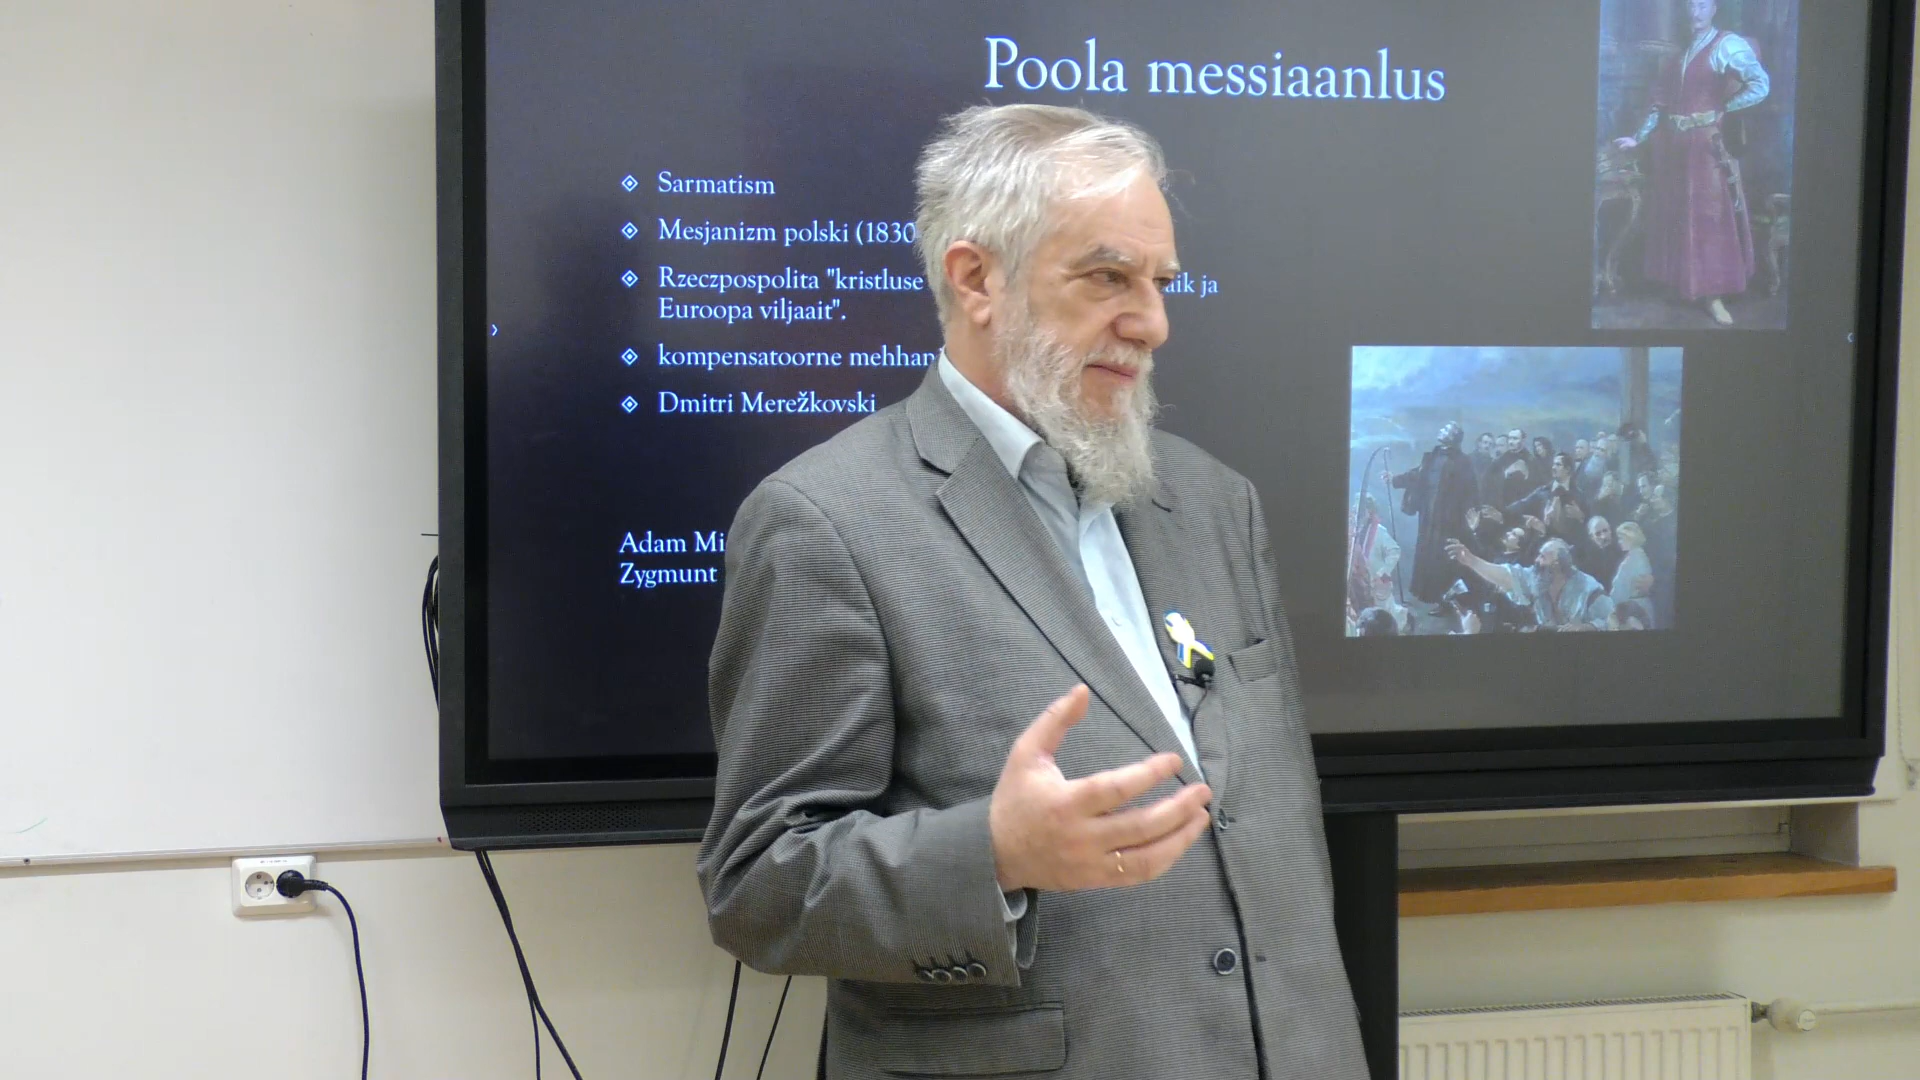 Poola messiaanlus
Sarmatism
Mesjanizm polski (1830
Rzeczpospolita "kristluse aik ja
Euroopa viljaait".
kompensatoorne mehhan
Dmitri Merežkovski
Adam Mi
Zygmunt